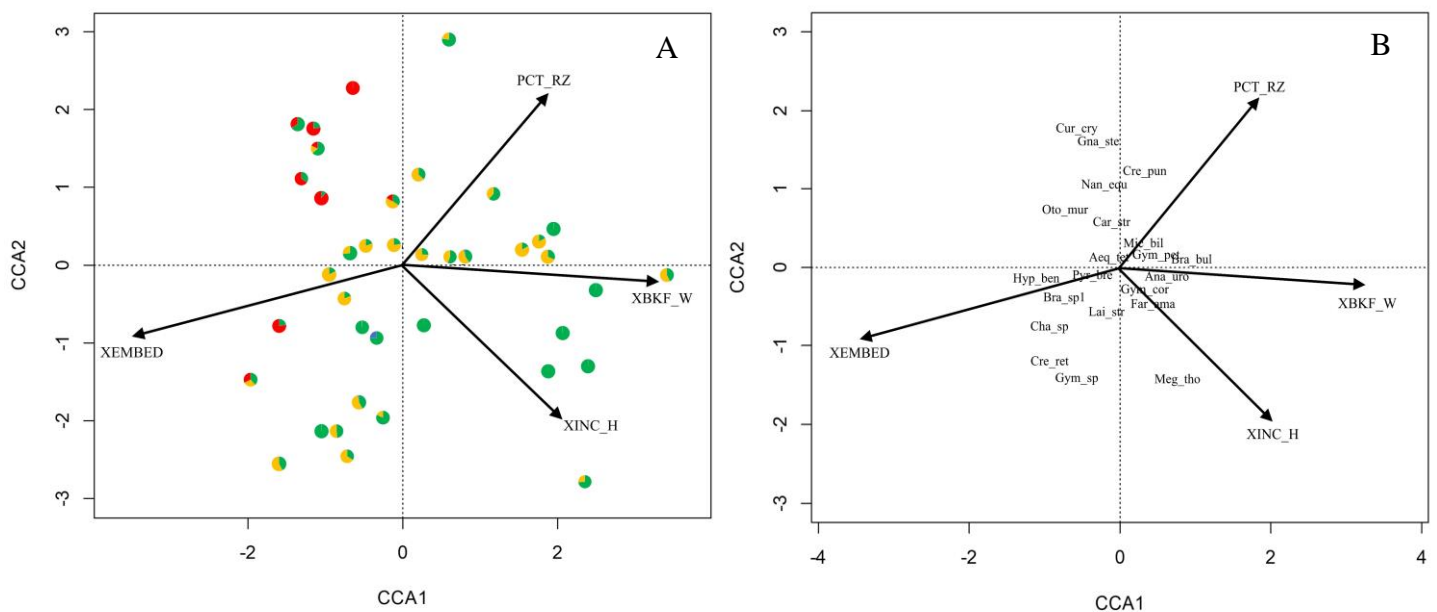 A
3
2
1
0
-1
-2
-3
CCA2
PCT_RZ
XBKF_W
XEMBED
XINC_H
-2 0 2
CCA1
B
3
2
1
0
-1
-2
-3
CCA2
PCT_RZ
Cur_cry
Gna_ste
Cre_pun
Nan_equ
Oto_mur
Car_str
Mic_bil
Gym_pet
Aeq_tet
Bra_bul
Hyp_ben
Pyr_bre
Ana_uro
Gym_cor
XBKF_W
Bra_sp1
Far_ama
Lai_str
Cha_sp
XEMBED
Cre_ret
Gym_sp
Meg_tho
XINC_H
-4 -2 0 2 4
CCA1